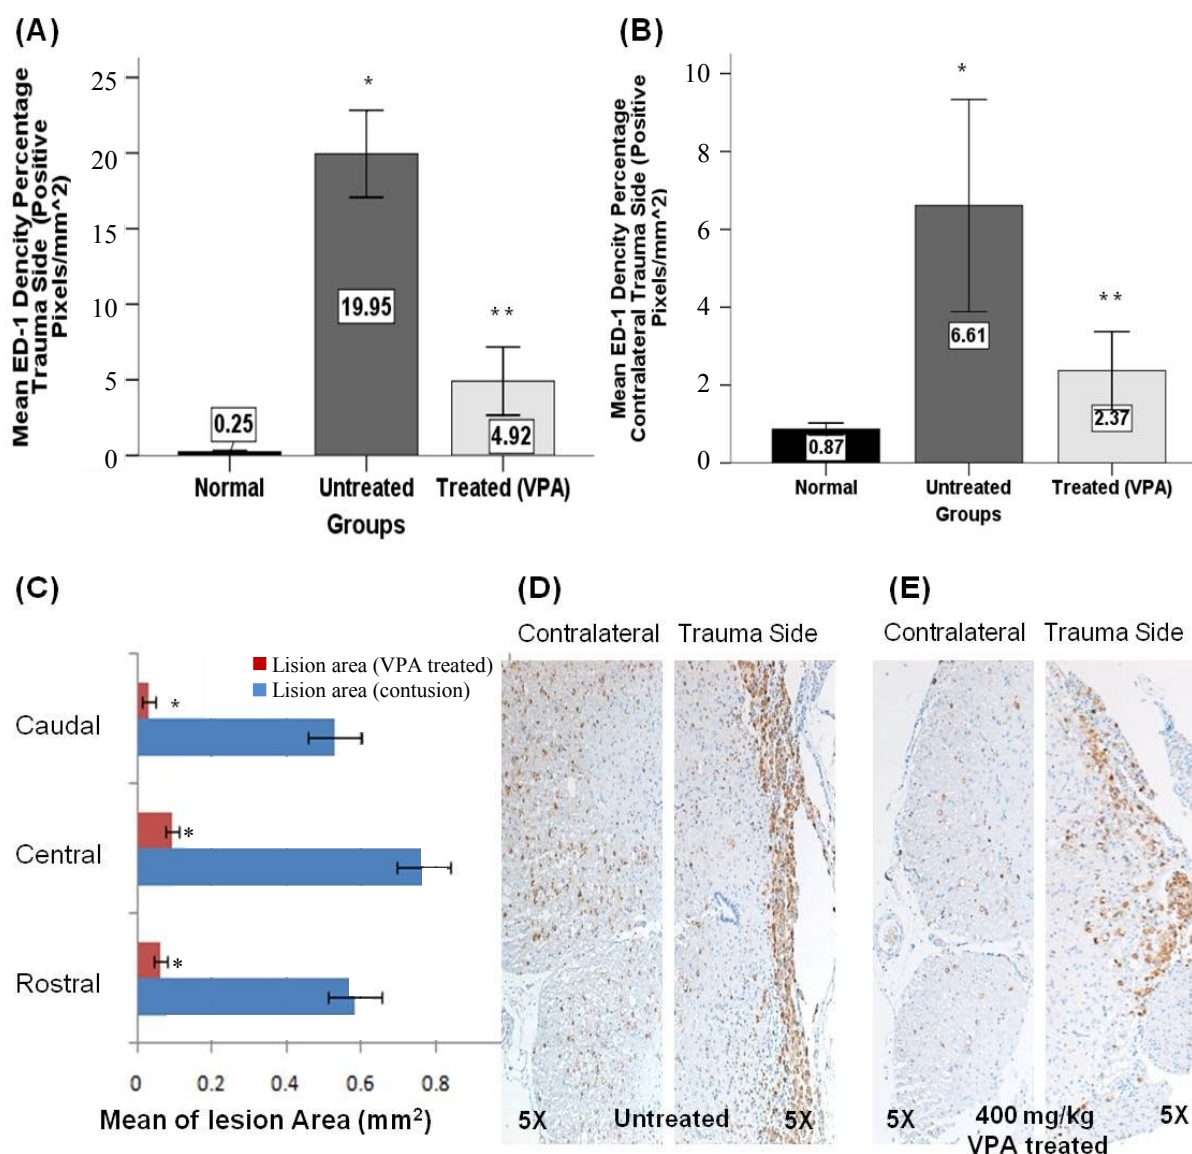 (A)
Mean ED-1 Dencity Percentage
Trauma Side (Positive
Pixels/mm^2)
25
20
15
10
5
0
*
**
0.25
19.95
4.92
Normal
Untreated
Treated (VPA)
Groups
(B)
Mean ED-1 Dencity Percentage
Contralateral Trauma Side (Positive
Pixels/mm^2)
10
8
6
4
2
0
*
**
0.87
6.61
2.37
Normal
Untreated
Treated (VPA)
Groups
(C)
Lision area (VPA treated)
Lision area (contusion)
Caudal
*
Central
*
Rostral
*
0 0.2 0.4 0.6 0.8
Mean of lesion Area (mm²)
(D)
Contralateral Trauma Side
5X Untreated 5X
(E)
Contralateral Trauma Side
5X 400 mg/kg 5X
VPA treated